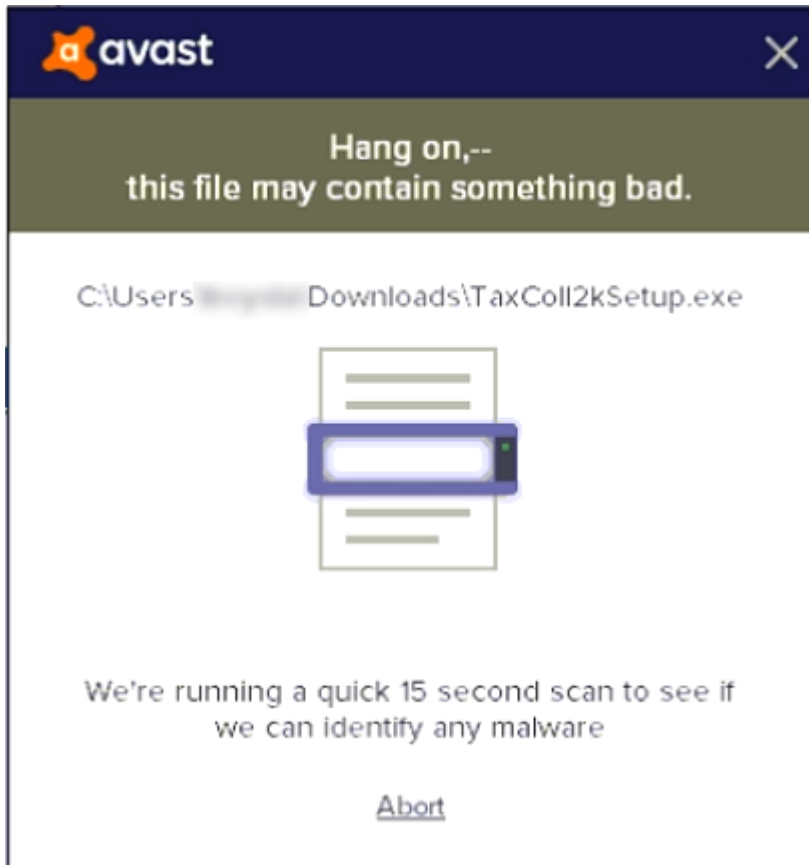 avast
Hang on,--
this file may contain something bad.
C:\Users Downloads\TaxColl2kSetup.exe
We're running a quick 15 second scan to see if
we can identify any malware
Abort